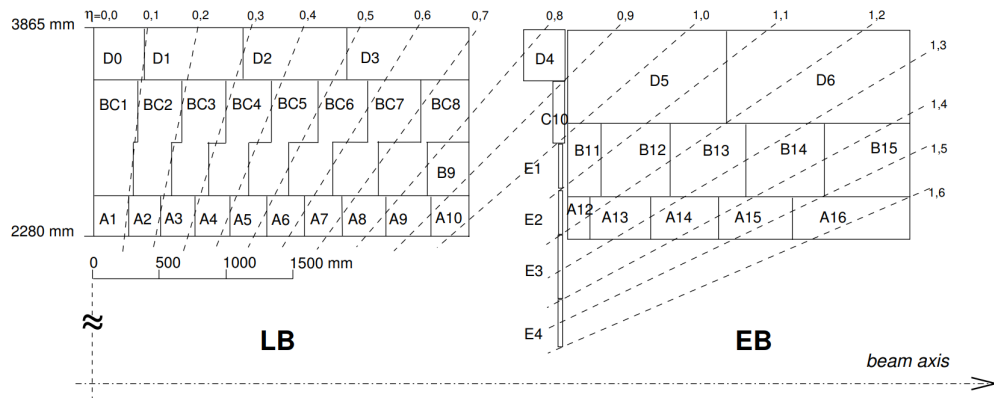 η=0,0 0,1 0,2 0,3 0,4 0,5 0,6 0,7 0,8 0,9 1,0 1,1 1,2
3865 mm
D0 D1 D2 D3 D4 D5 D6
1,3
BC1 BC2 BC3 BC4 BC5 BC6 BC7 BC8 C10
1,4
B9 E1 B11 B12 B13 B14 B15
1,5
1,6
A1 A2 A3 A4 A5 A6 A7 A8 A9 A10 E2 A12 A13 A14 A15 A16
2280 mm
0 500 1000 1500 mm
E3
E4
≈
LB EB
beam axis